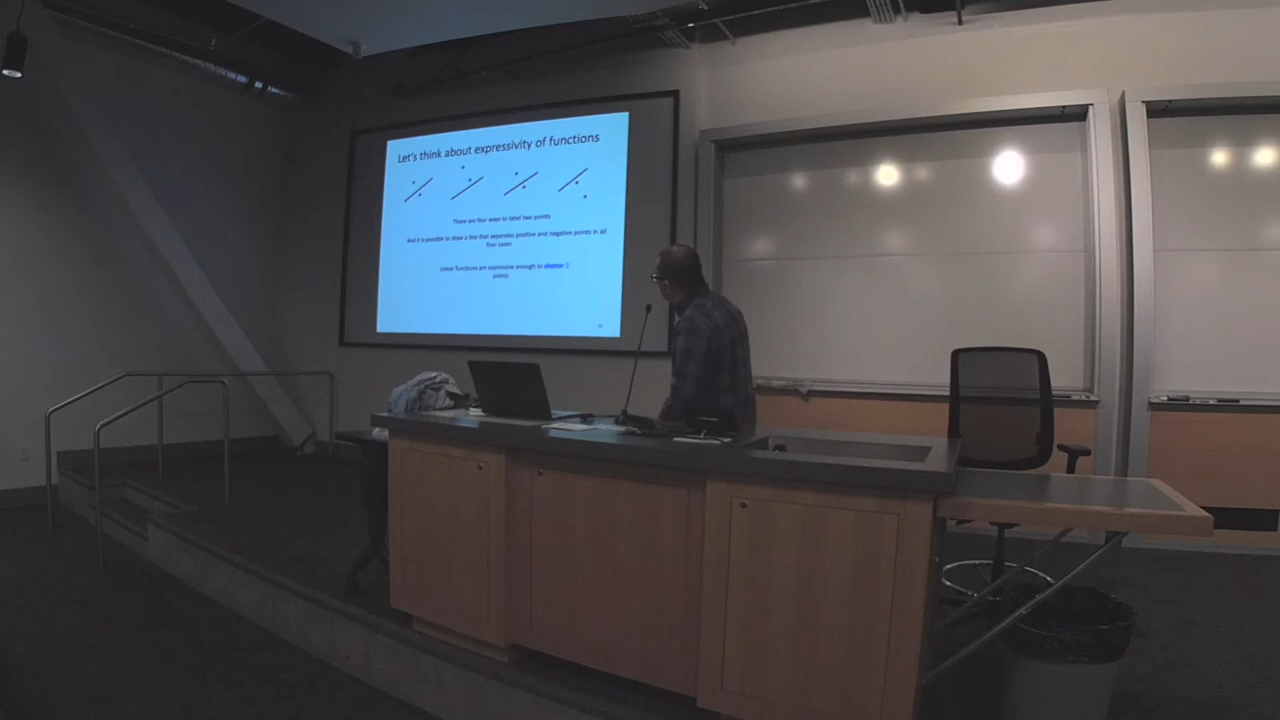 Let's think about expressivity of functions
There are four ways to label two points
And it is possible to draw a line that separates positive and negative points in all
four cases
Linear functions are expressive enough to shatter 2
points